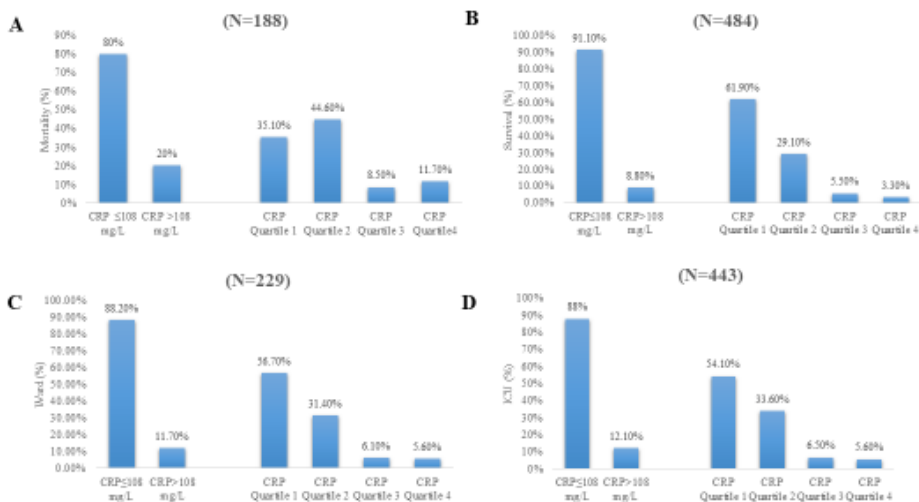 A
(N=188)
Mortality (%)
90%
80%
70%
60%
50%
40%
30%
20%
10%
0%
80%
20%
35.10%
44.60%
8.50%
11.70%
CRP ≤108 mg/L
CRP >108 mg/L
CRP Quartile 1
CRP Quartile 2
CRP Quartile 3
CRP Quartile4
B
(N=484)
Survival (%)
100.00%
90.00%
80.00%
70.00%
60.00%
50.00%
40.00%
30.00%
20.00%
10.00%
0.00%
91.10%
8.80%
61.90%
29.10%
5.50%
3.30%
CRP≤108 mg/L
CRP>108 mg/L
CRP Quartile 1
CRP Quartile 2
CRP Quartile 3
CRP Quartile 4
C
(N=229)
Ward (%)
100.00%
90.00%
80.00%
70.00%
60.00%
50.00%
40.00%
30.00%
20.00%
10.00%
0.00%
88.20%
11.70%
56.70%
31.40%
6.10%
5.60%
CRP≤108 mg/L
CRP>108 mg/L
CRP Quartile 1
CRP Quartile 2
CRP Quartile 3
CRP Quartile 4
D
(N=443)
ICU (%)
100%
90%
80%
70%
60%
50%
40%
30%
20%
10%
0%
88%
12.10%
54.10%
33.60%
6.50%
5.60%
CRP≤108 mg/L
CRP>108 mg/L
CRP Quartile 1
CRP Quartile 2
CRP Quartile 3
CRP Quartile 4